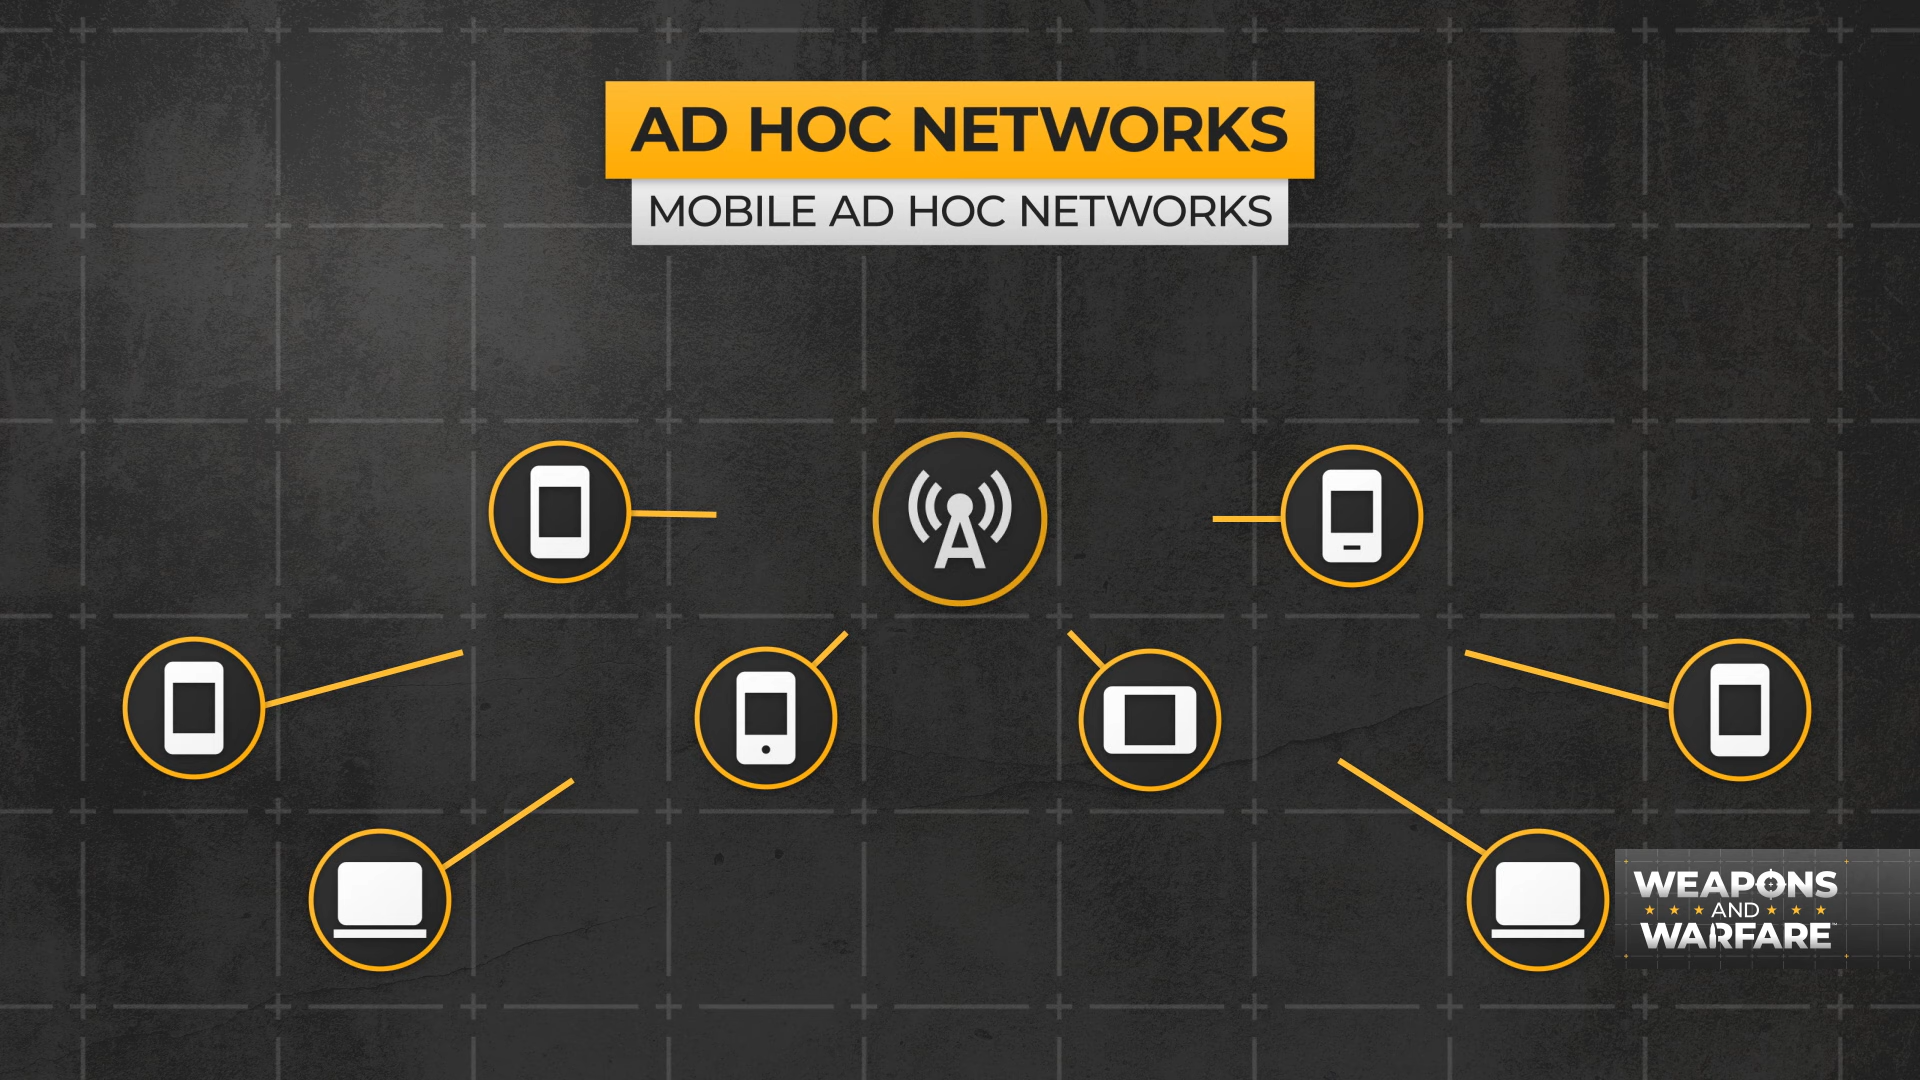 AD HOC NETWORKS
MOBILE AD HOC NETWORKS
WEAPONS
AND
WARFARE